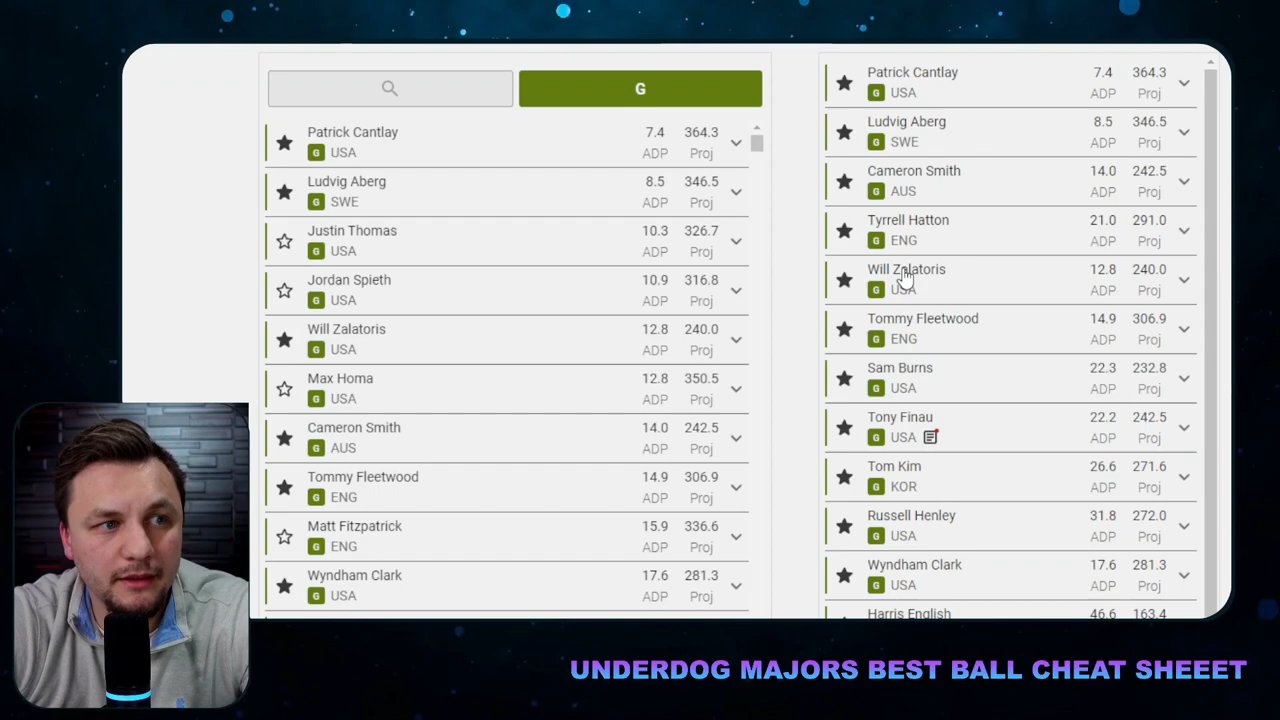 G
Patrick Cantlay 7.4 364.3
G USA ADP Proj
Ludvig Aberg 8.5 346.5
G SWE ADP Proj
Justin Thomas 10.3 326.7
G USA ADP Proj
Jordan Spieth 10.9 316.8
G USA ADP Proj
Will Zalatoris 12.8 240.0
G USA ADP Proj
Max Homa 12.8 350.5
G USA ADP Proj
Cameron Smith 14.0 242.5
G AUS ADP Proj
Tommy Fleetwood 14.9 306.9
G ENG ADP Proj
Matt Fitzpatrick 15.9 336.6
G ENG ADP Proj
Wyndham Clark 17.6 281.3
G USA ADP Proj
Patrick Cantlay 7.4 364.3
G USA ADP Proj
Ludvig Aberg 8.5 346.5
G SWE ADP Proj
Cameron Smith 14.0 242.5
G AUS ADP Proj
Tyrrell Hatton 21.0 291.0
G ENG ADP Proj
Will Zalatoris 12.8 240.0
G USA ADP Proj
Tommy Fleetwood 14.9 306.9
G ENG ADP Proj
Sam Burns 22.3 232.8
G USA ADP Proj
Tony Finau 22.2 242.5
G USA ADP Proj
Tom Kim 26.6 271.6
G KOR ADP Proj
Russell Henley 31.8 272.0
G USA ADP Proj
Wyndham Clark 17.6 281.3
G USA ADP Proj
Harris English 46.6 163.4
UNDERDOG MAJORS BEST BALL CHEAT SHEEET